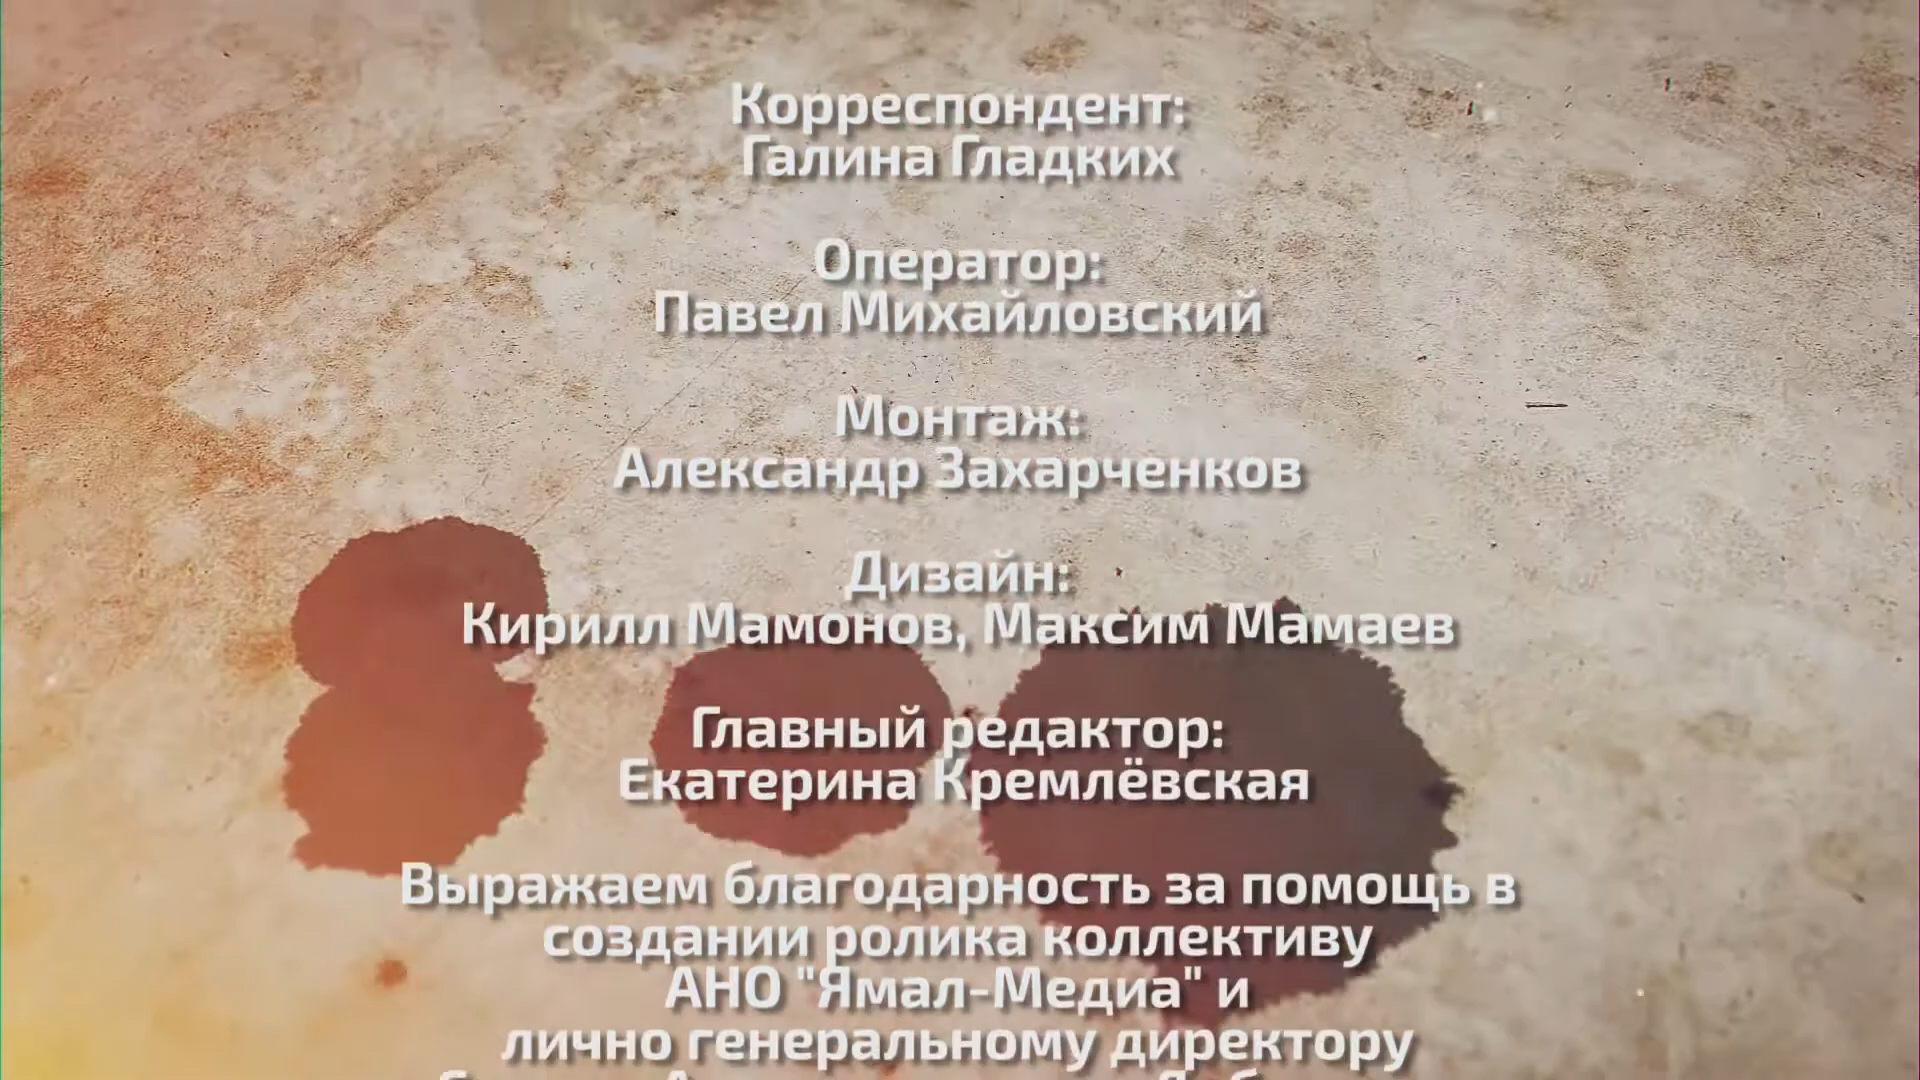 Корреспондент:
Галина Гладких
Оператор:
Павел Михайловский
Монтаж:
Александр Захарченков
Дизайн:
Кирилл Мамонов, Максим Мамаев
Главный редактор:
Екатерина Кремлёвская
Выражаем благодарность за помощь в
создании ролика коллективу
АНО "Ямал-Медиа" и
лично генеральному директору